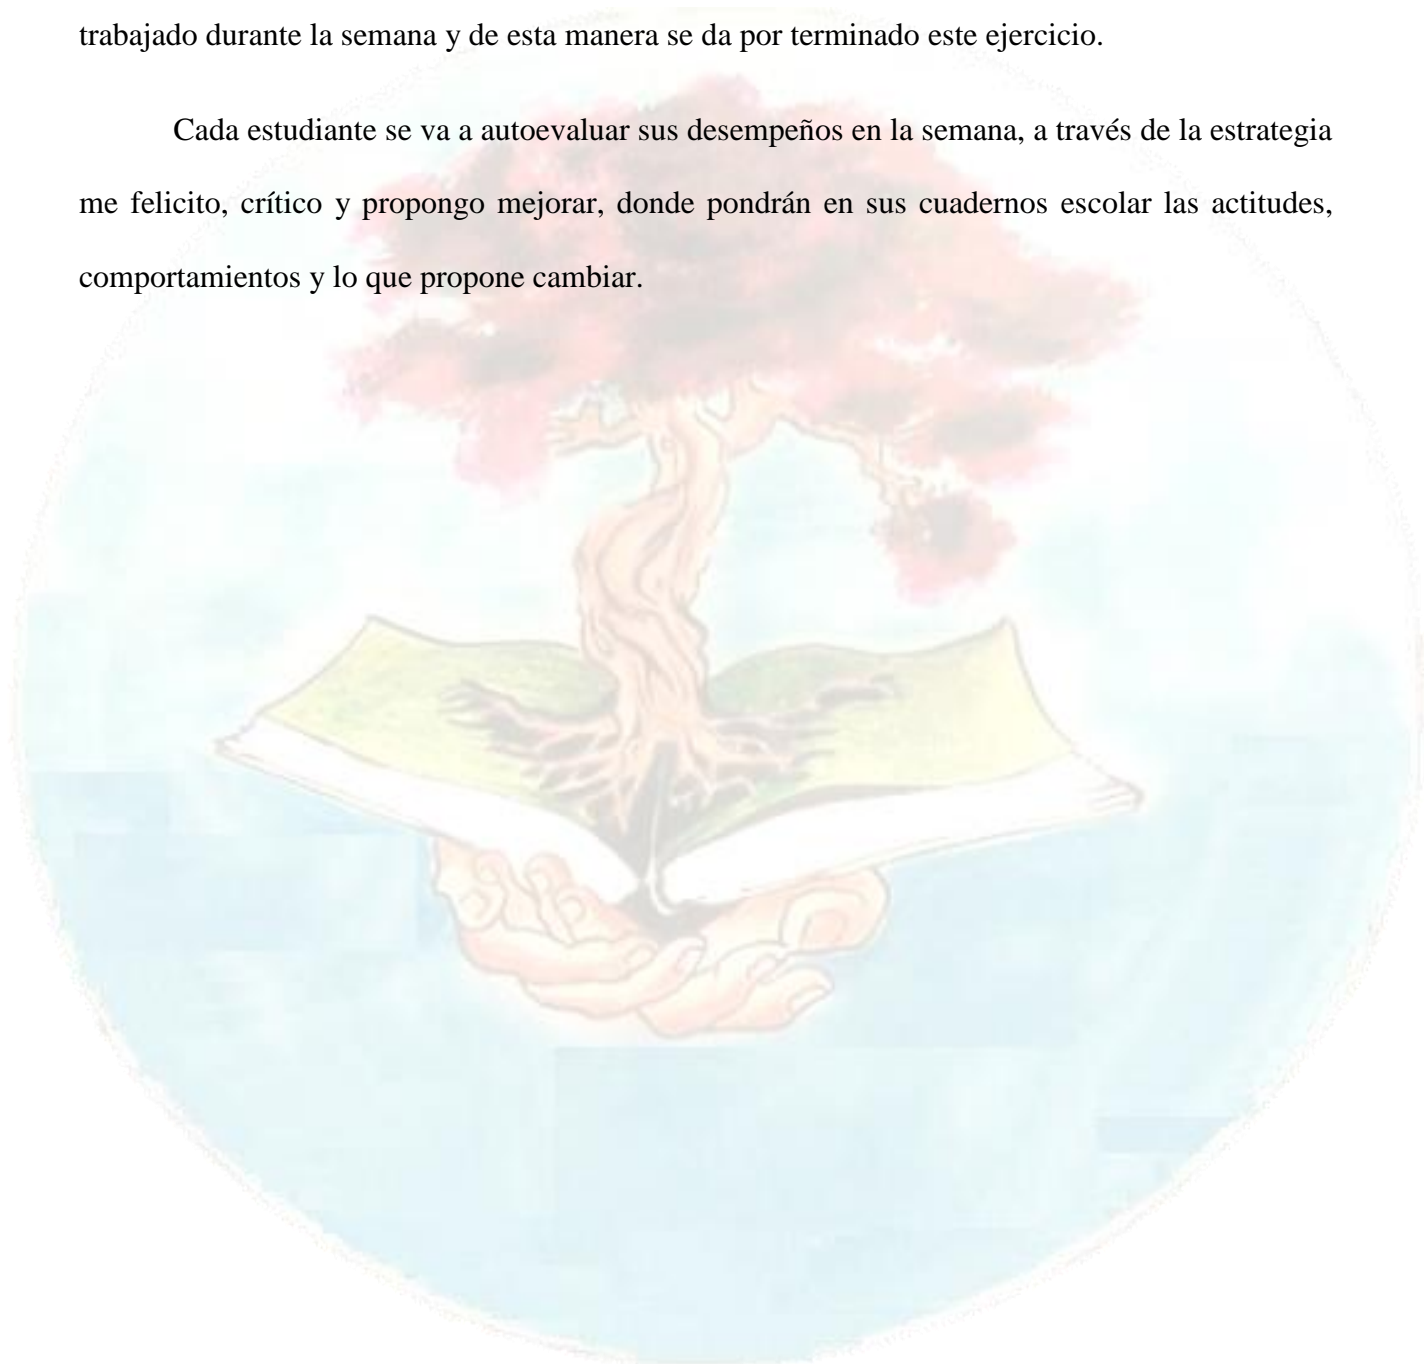 trabajado durante la semana y de esta manera se da por terminado este ejercicio.
Cada estudiante se va a autoevaluar sus desempeños en la semana, a través de la estrategia
me felicito, crítico y propongo mejorar, donde pondrán en sus cuadernos escolar las actitudes,
comportamientos y lo que propone cambiar.